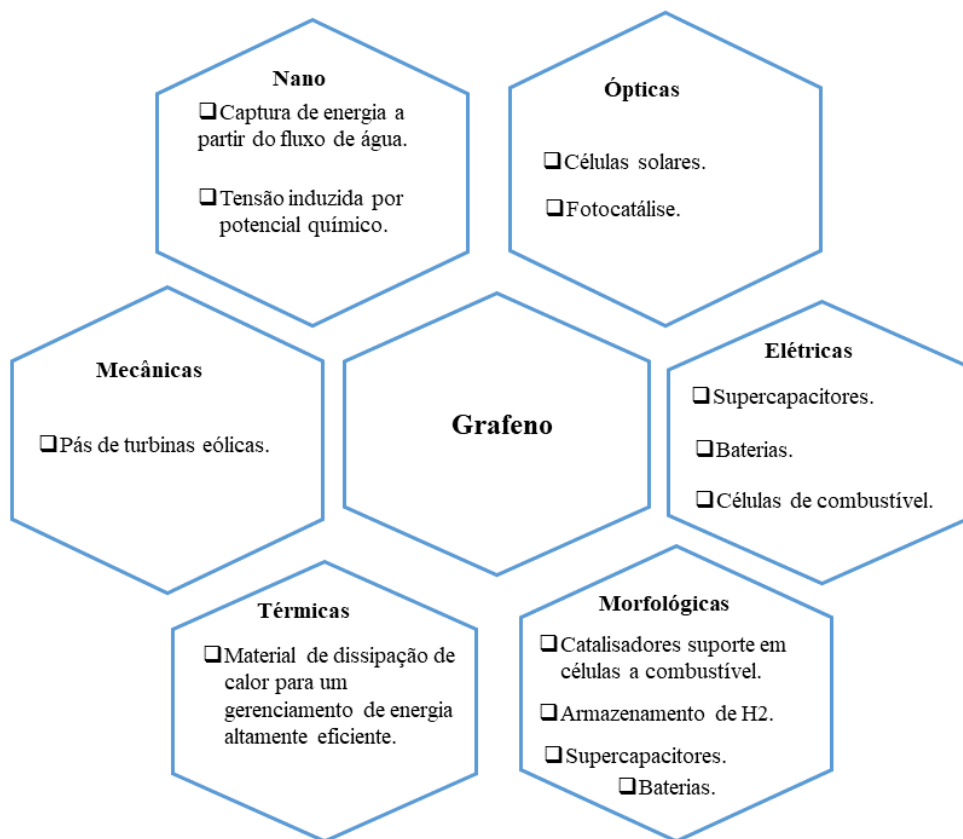 Nano
❑Captura de energia a
partir do fluxo de água.
❑Tensão induzida por
potencial químico.
Ópticas
❑Células solares.
❑Fotocatálise.
Mecânicas
❑Pás de turbinas eólicas.
Grafeno
Elétricas
❑Supercapacitores.
❑Baterias.
❑Células de combustível.
Térmicas
❑Material de dissipação de
calor para um
gerenciamento de energia
altamente eficiente.
Morfológicas
❑Catalisadores suporte em
células a combustível.
❑Armazenamento de H2.
❑Supercapacitores.
❑Baterias.